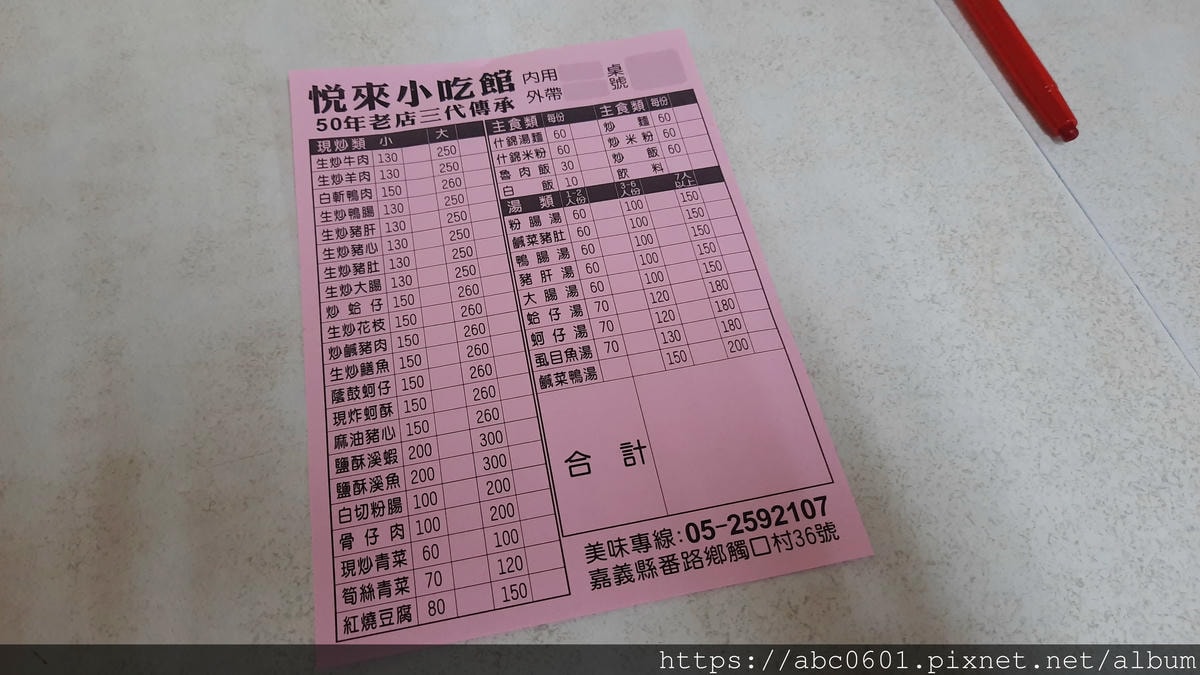 悅來小吃館
50年老店三代傳承
內用
外帶
桌號
現炒類 小 大
生炒牛肉 130 250
生炒羊肉 130 250
白斬鴨肉 150 260
生炒鴨腸 130 250
生炒豬肝 130 250
生炒豬心 130 250
生炒豬肚 130 250
生炒大腸 130 250
炒蛤仔 150 260
生炒花枝 150 260
炒鹹豬肉 150 260
生炒鱔魚 150 260
蔭鼓蚵仔 150 260
現炸蚵酥 150 260
麻油豬心 150 260
鹽酥溪蝦 200 300
鹽酥溪魚 200 300
白切粉腸 100 200
骨仔肉 100 200
現炒青菜 60 100
筍絲青菜 70 120
紅燒豆腐 80 150
主食類 每份
什錦湯麵 60
什錦米粉 60
魯肉飯 30
白飯 10
主食類 每份
炒麵 60
炒米粉 60
炒飯 60
飲料
湯類 1-2人份 3-6人份 7人以上
粉腸湯 60 100 150
鹹菜豬肚 60 100 150
鴨腸湯 60 100 150
豬肝湯 60 100 150
大腸湯 60 100 150
蛤仔湯 70 120 180
蚵仔湯 70 120 180
虱目魚湯 70 130 180
鹹菜鴨湯 150 200
合計
美味專線:05-2592107
嘉義縣番路鄉觸口村36號
https://abc0601.pixnet.net/album